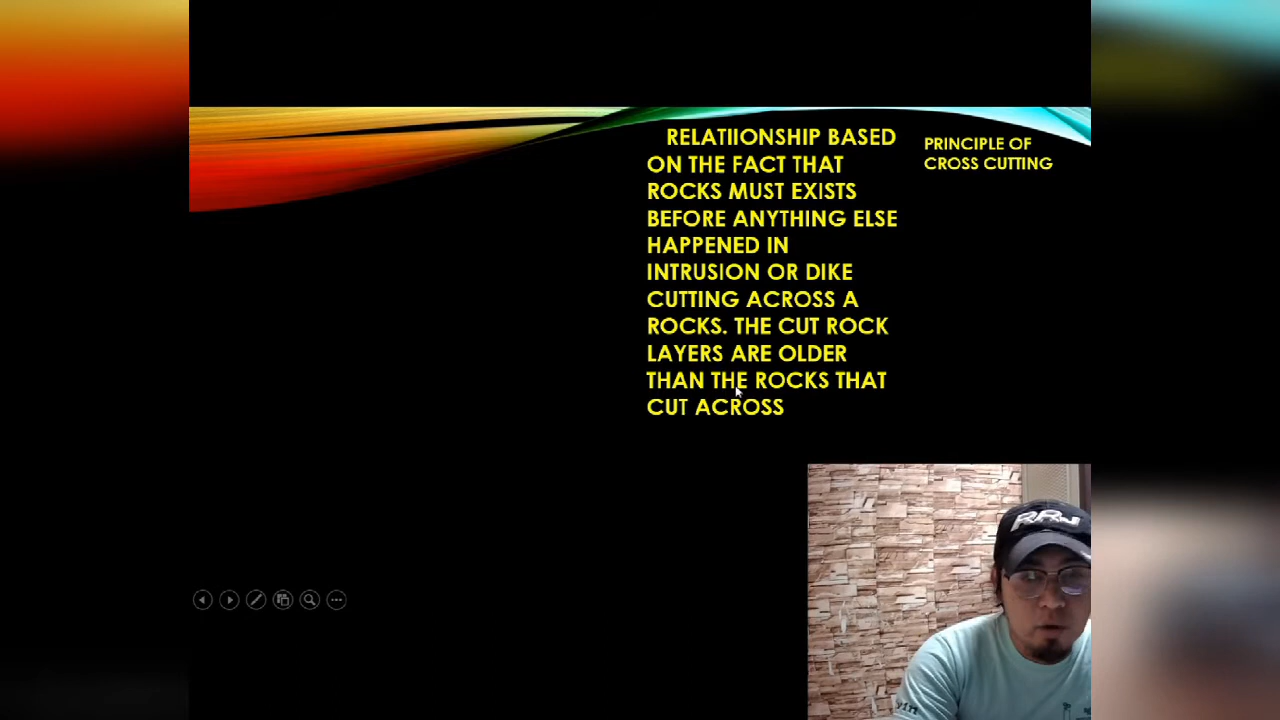 RELATIIONSHIP BASED
ON THE FACT THAT
ROCKS MUST EXISTS
BEFORE ANYTHING ELSE
HAPPENED IN
INTRUSION OR DIKE
CUTTING ACROSS A
ROCKS. THE CUT ROCK
LAYERS ARE OLDER
THAN THE ROCKS THAT
CUT ACROSS
PRINCIPLE OF
CROSS CUTTING